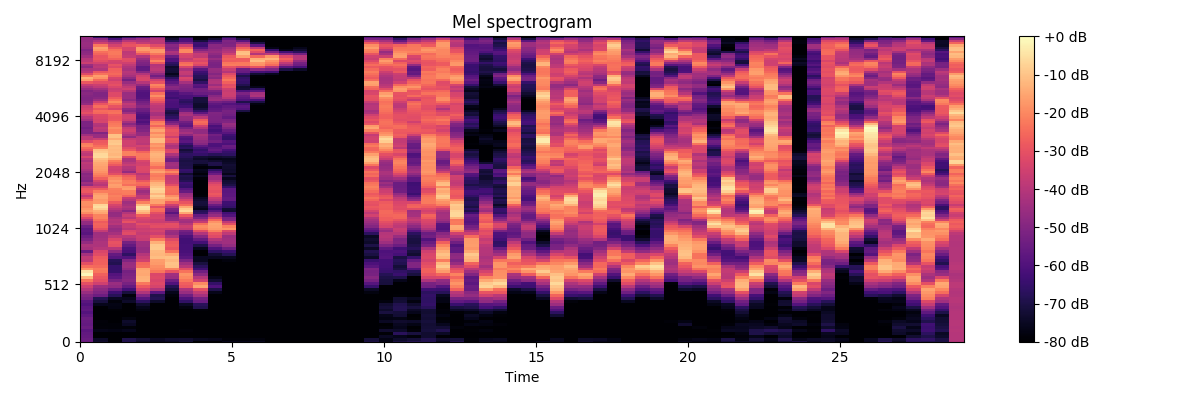 Mel spectrogram
Hz
8192
4096
2048
1024
512
0
0 5 10 15 20 25
Time
+0 dB
-10 dB
-20 dB
-30 dB
-40 dB
-50 dB
-60 dB
-70 dB
-80 dB